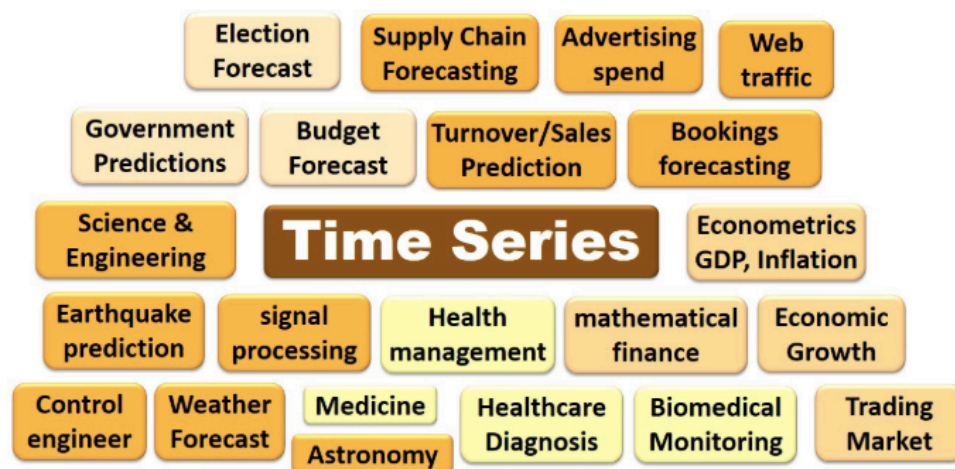 Election
Forecast
Supply Chain
Forecasting
Advertising
spend
Web
traffic
Government
Predictions
Budget
Forecast
Turnover/Sales
Prediction
Bookings
forecasting
Science &
Engineering
Time Series
Econometrics
GDP, Inflation
Earthquake
prediction
signal
processing
Health
management
mathematical
finance
Economic
Growth
Control
engineer
Weather
Forecast
Medicine
Astronomy
Healthcare
Diagnosis
Biomedical
Monitoring
Trading
Market